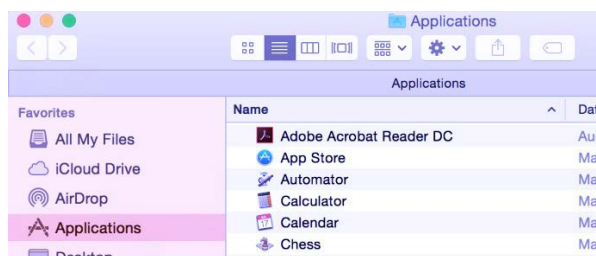 Applications
Applications
Favorites
All My Files
iCloud Drive
AirDrop
Applications
Name
Adobe Acrobat Reader DC
App Store
Automator
Calculator
Calendar
Chess